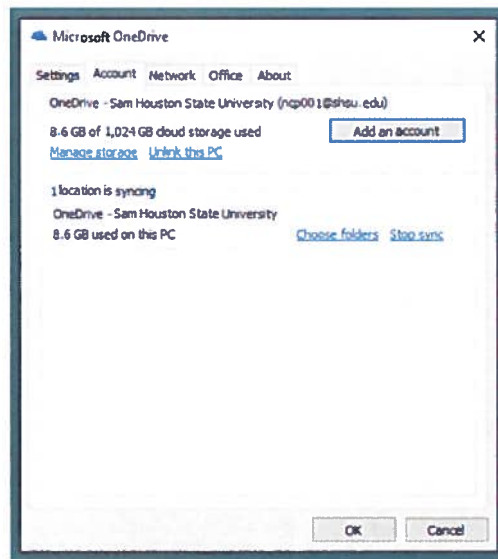 Microsoft OneDrive
Settings Account Network Office About
OneDrive - Sam Houston State University (ncp001@shsu.edu)
8.6 GB of 1,024 GB cloud storage used Add an account
Manage storage Unlink this PC
1 location is syncing
OneDrive - Sam Houston State University
8.6 GB used on this PC Choose folders Stop sync
OK Cancel